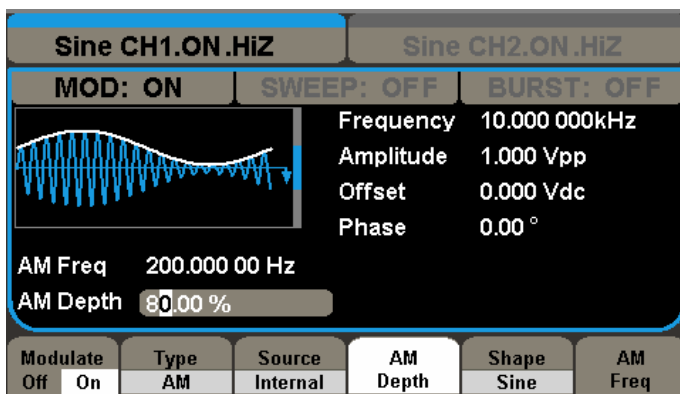 Sine CH1.ON.HiZ
Sine CH2.ON.HiZ
MOD: ON
SWEEP: OFF
BURST: OFF
Frequency 10.000 000kHz
Amplitude 1.000 Vpp
Offset 0.000 Vdc
Phase 0.00 °
AM Freq 200.000 00 Hz
AM Depth 80.00 %
Modulate
Off On
Type
AM
Source
Internal
AM
Depth
Shape
Sine
AM
Freq